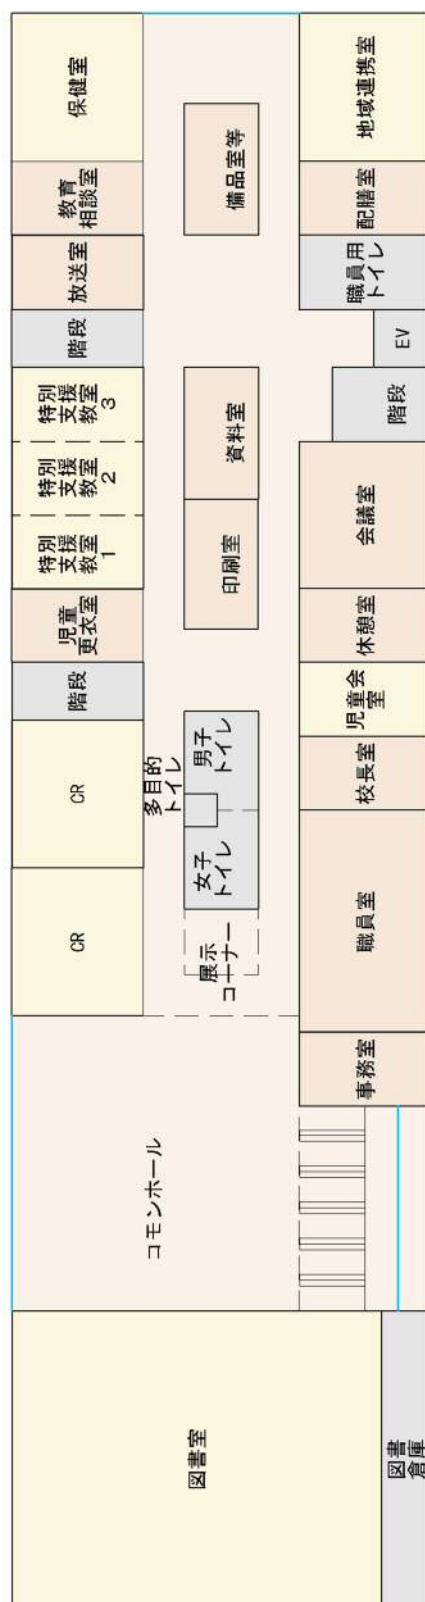 保健室
教育
相談室
放送室
階段
特別
支援
教室
3
特別
支援
教室
2
特別
支援
教室
1
児童
更衣室
階段
CR
CR
備品室等
資料室
印刷室
多目的
トイレ
男子
トイレ
女子
トイレ
展示
コーナー
地域連携室
配膳室
職員用
トイレ
EV
階段
会議室
休憩室
児童会
室
校長室
職員室
事務室
コモンホール
図書室
図書
倉庫